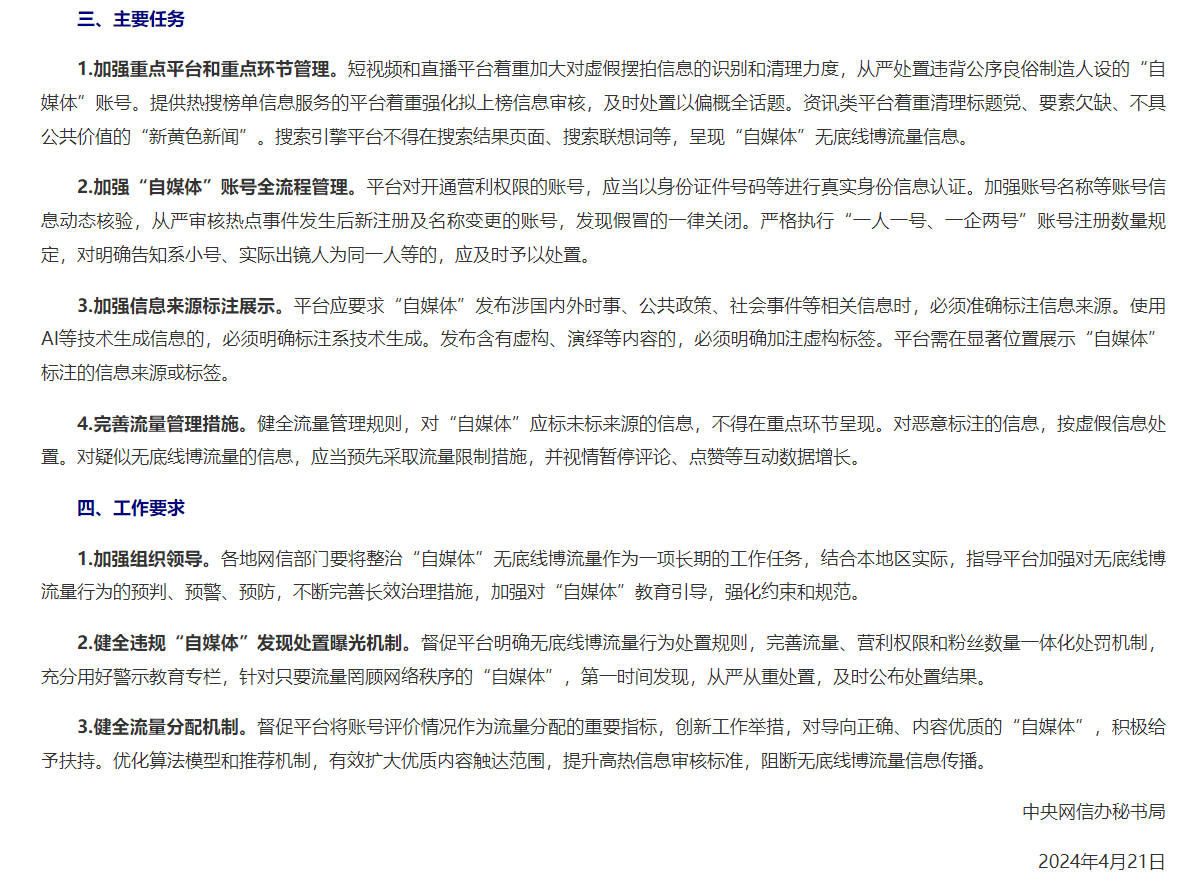 三、主要任务
1.加强重点平台和重点环节管理。短视频和直播平台着重加大对虚假摆拍信息的识别和清理力度，从严处置违背公序良俗制造人设的“自
媒体”账号。提供热搜榜单信息服务的平台着重强化拟上榜信息审核，及时处置以偏概全话题。资讯类平台着重清理标题党、要素欠缺、不具
公共价值的“新黄色新闻”。搜索引擎平台不得在搜索结果页面、搜索联想词等，呈现“自媒体”无底线博流量信息。
2.加强“自媒体”账号全流程管理。平台对开通营利权限的账号，应当以身份证件号码等进行真实身份信息认证。加强账号名称等账号信
息动态核验，从严审核热点事件发生后新注册及名称变更的账号，发现假冒的一律关闭。严格执行“一人一号、一企两号”账号注册数量规
定，对明确告知系小号、实际出镜人为同一人等的，应及时予以处置。
3.加强信息来源标注展示。平台应要求“自媒体”发布涉国内外时事、公共政策、社会事件等相关信息时，必须准确标注信息来源。使用
AI等技术生成信息的，必须明确标注系技术生成。发布含有虚构、演绎等内容的，必须明确加注虚构标签。平台需在显著位置展示“自媒体”
标注的信息来源或标签。
4.完善流量管理措施。健全流量管理规则，对“自媒体”应标未标来源的信息，不得在重点环节呈现。对恶意标注的信息，按虚假信息处
置。对疑似无底线博流量的信息，应当预先采取流量限制措施，并视情暂停评论、点赞等互动数据增长。
四、工作要求
1.加强组织领导。各地网信部门要将整治“自媒体”无底线博流量作为一项长期的工作任务，结合本地区实际，指导平台加强对无底线博
流量行为的预判、预警、预防，不断完善长效治理措施，加强对“自媒体”教育引导，强化约束和规范。
2.健全违规“自媒体”发现处置曝光机制。督促平台明确无底线博流量行为处置规则，完善流量、营利权限和粉丝数量一体化处罚机制，
充分用好警示教育专栏，针对只要流量罔顾网络秩序的“自媒体”，第一时间发现，从严从重处置，及时公布处置结果。
3.健全流量分配机制。督促平台将账号评价情况作为流量分配的重要指标，创新工作举措，对导向正确、内容优质的“自媒体”，积极给
予扶持。优化算法模型和推荐机制，有效扩大优质内容触达范围，提升高热信息审核标准，阻断无底线博流量信息传播。
中央网信办秘书局
2024年4月21日